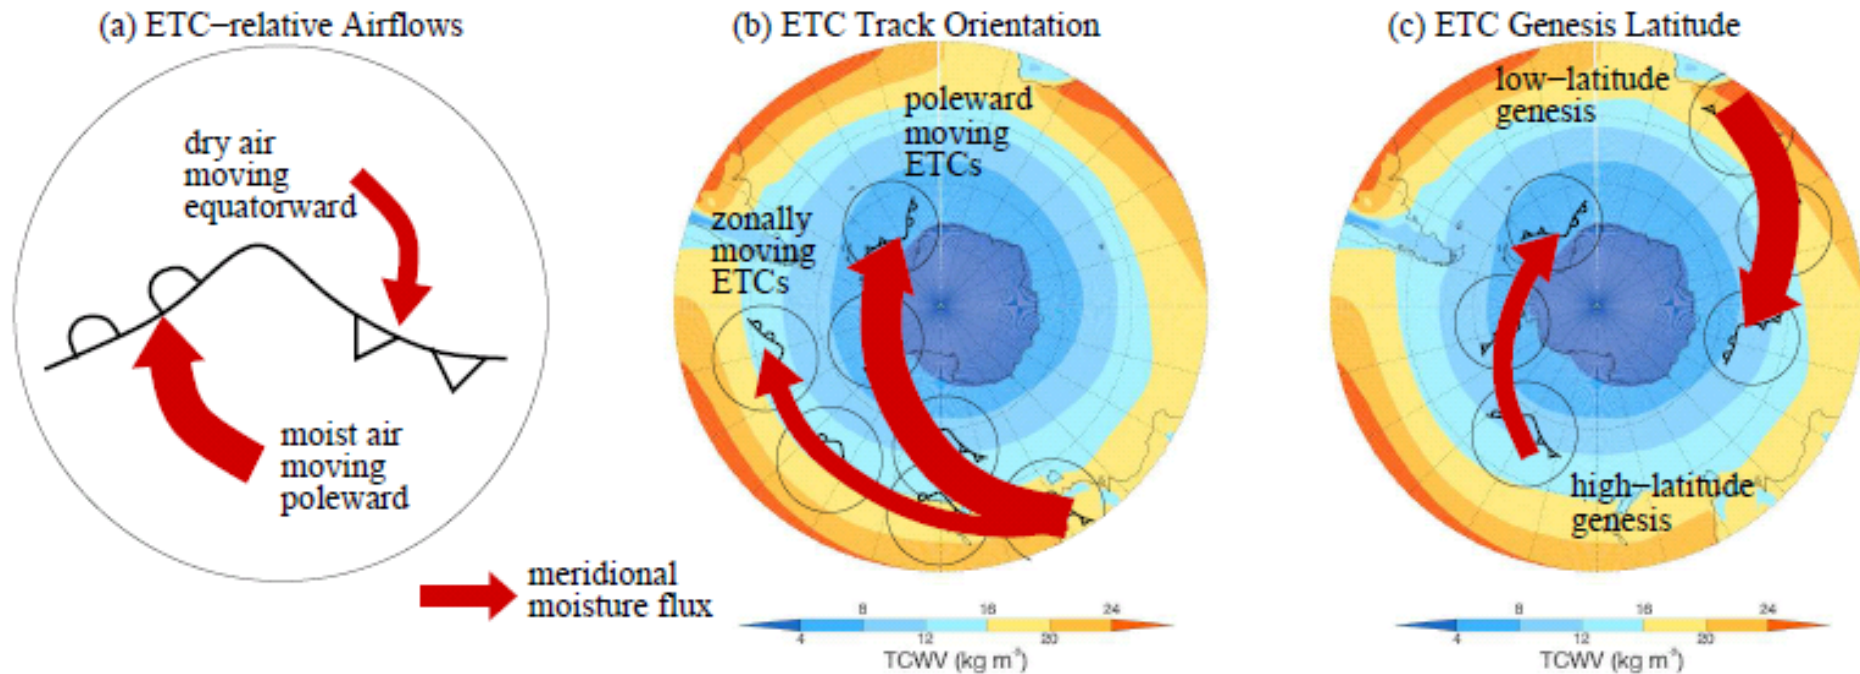 (a) ETC−relative Airflows
dry air
moving
equatorward
moist air
moving
poleward
meridional
moisture flux
(b) ETC Track Orientation
poleward
moving
ETCs
zonally
moving
ETCs
8 16 24
4 12 20
TCWV (kg m⁻²)
(c) ETC Genesis Latitude
low−latitude
genesis
high−latitude
genesis
8 16 24
4 12 20
TCWV (kg m⁻²)